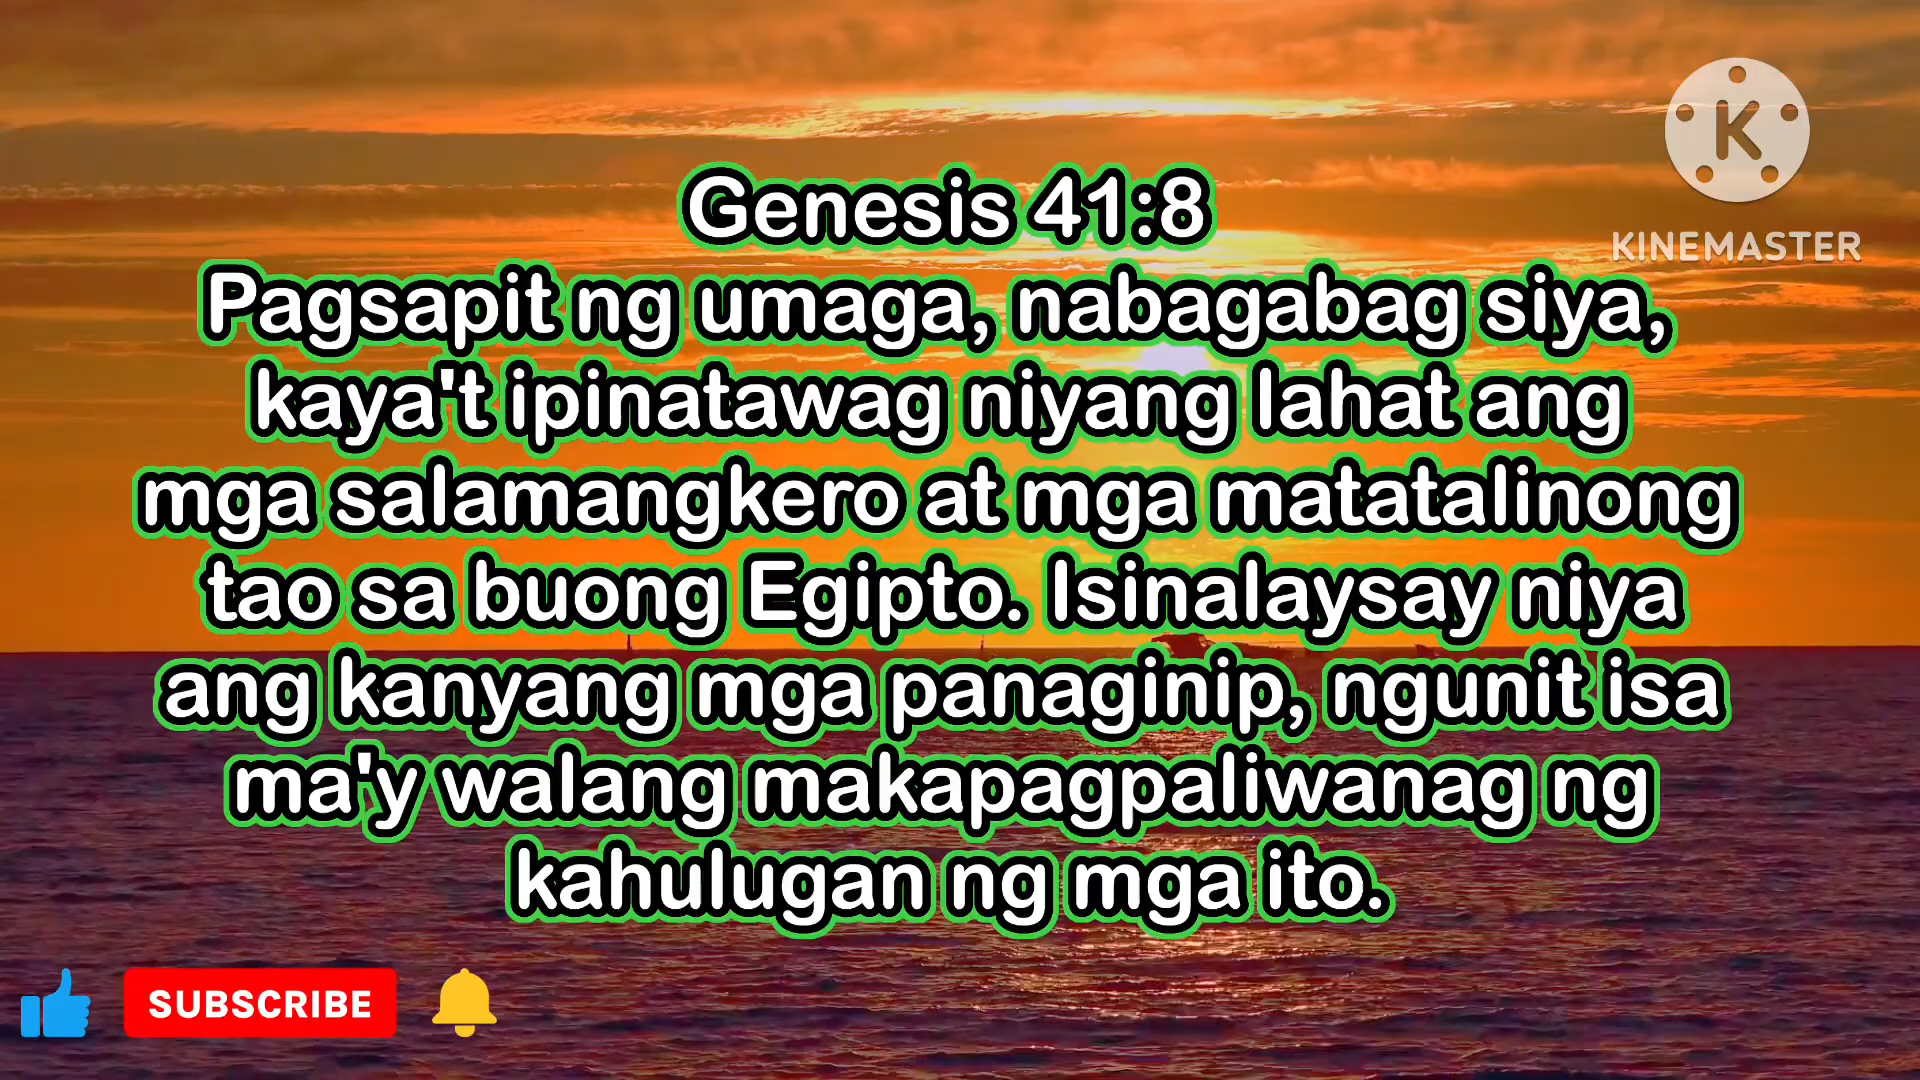 K
KINEMASTER
Genesis 41:8
Pagsapit ng umaga, nabagabag siya,
kaya't ipinatawag niyang lahat ang
mga salamangkero at mga matatalinong
tao sa buong Egipto. Isinalaysay niya
ang kanyang mga panaginip, ngunit isa
ma'y walang makapagpaliwanag ng
kahulugan ng mga ito.
SUBSCRIBE